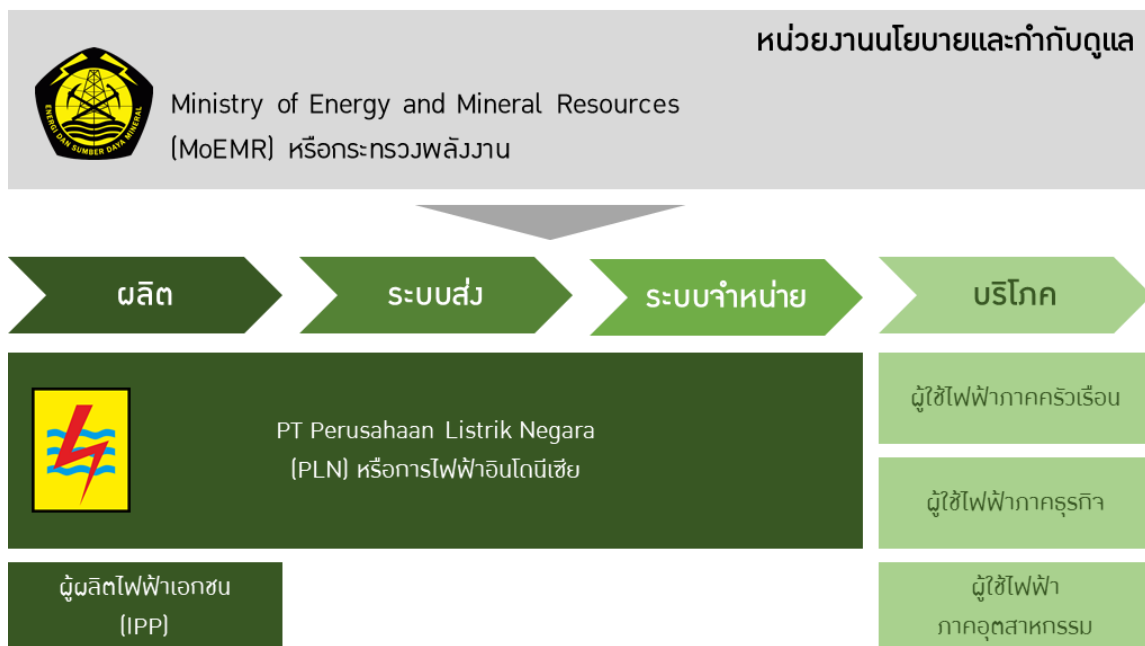 หน่วยงานนโยบายและกำกับดูแล
ENERGI DAN SUMBER DAYA MINERAL
Ministry of Energy and Mineral Resources
(MoEMR) หรือกระทรวงพลังงาน
ผลิต
ระบบส่ง
ระบบจำหน่าย
บริโภค
PT Perusahaan Listrik Negara
(PLN) หรือการไฟฟ้าอินโดนีเซีย
ผู้ใช้ไฟฟ้าภาคครัวเรือน
ผู้ใช้ไฟฟ้าภาคธุรกิจ
ผู้ผลิตไฟฟ้าเอกชน
(IPP)
ผู้ใช้ไฟฟ้า
ภาคอุตสาหกรรม